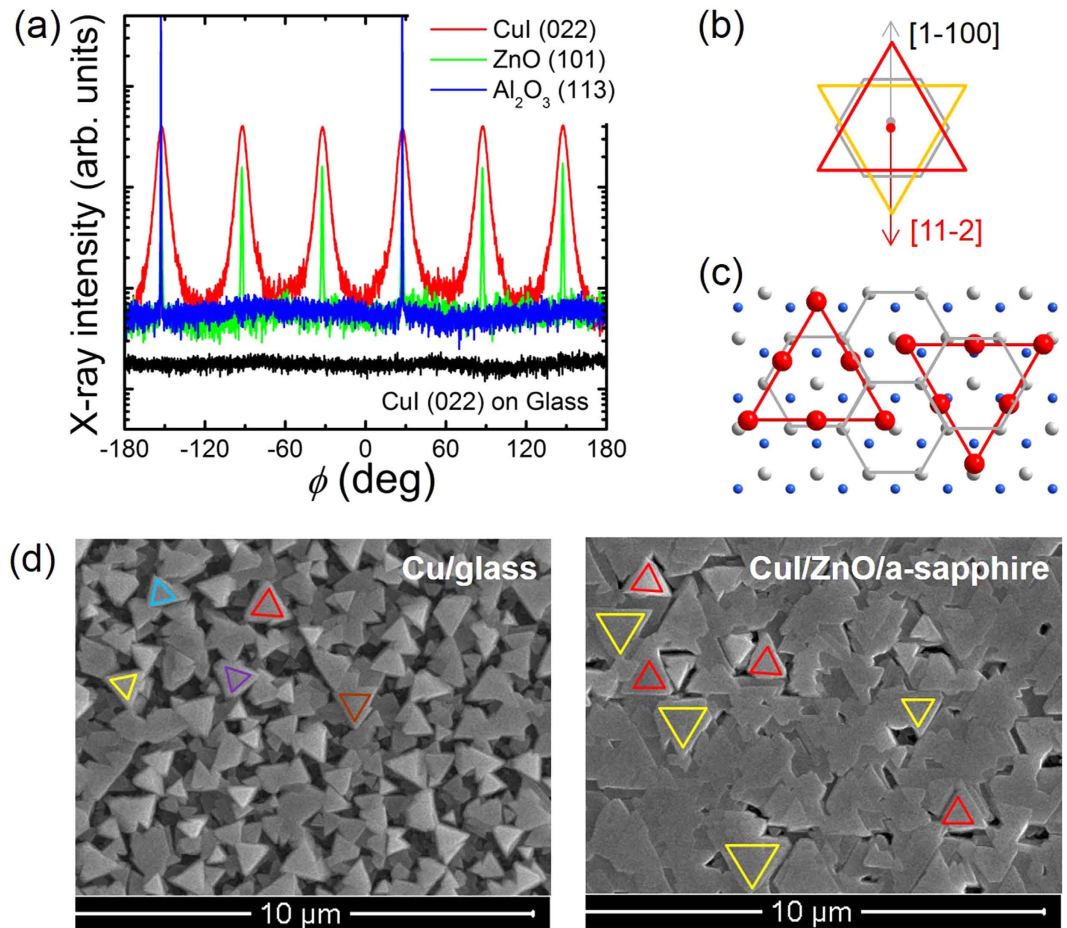 (a)
X-ray intensity (arb. units)
CuI (022)
ZnO (101)
Al₂O₃ (113)
CuI (022) on Glass
-180 -120 -60 0 60 120 180
ϕ (deg)
(b)
[1-100]
[11-2]
(c)
(d)
Cu/glass
10 µm
CuI/ZnO/a-sapphire
10 µm